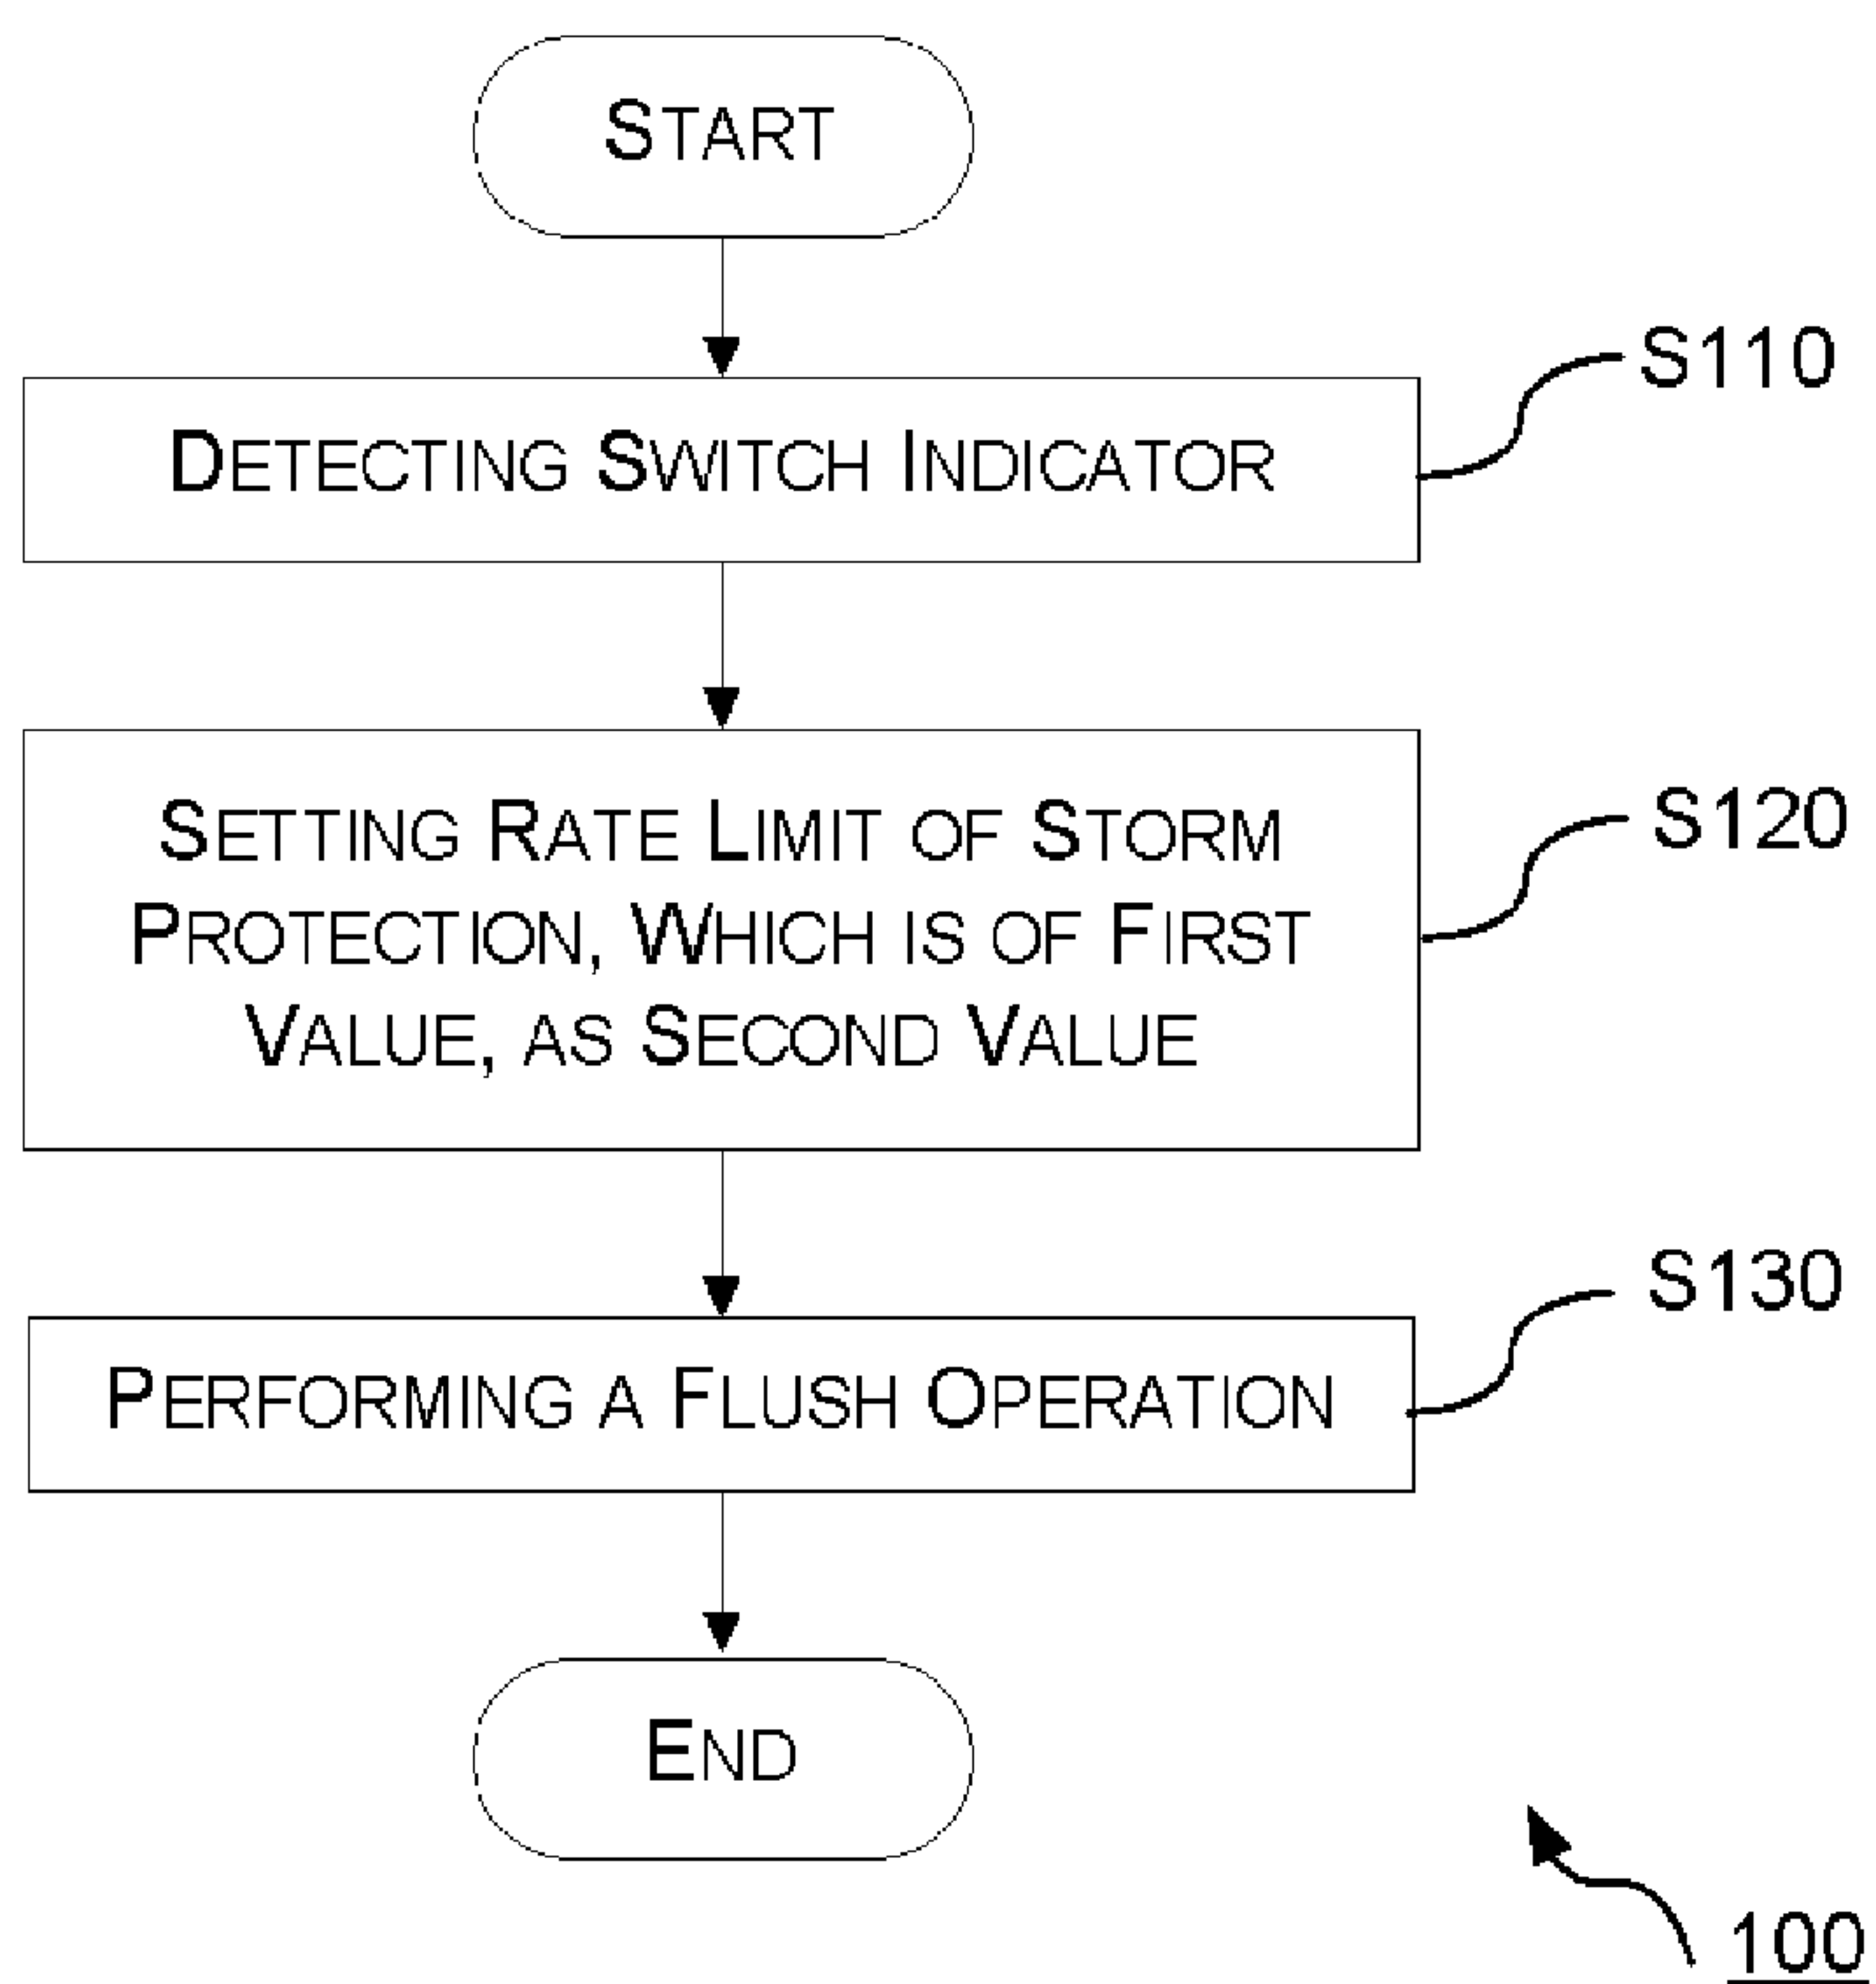 START
DETECTING SWITCH INDICATOR
S110
SETTING RATE LIMIT OF STORM
PROTECTION, WHICH IS OF FIRST
VALUE, AS SECOND VALUE
S120
PERFORMING A FLUSH OPERATION
S130
END
100